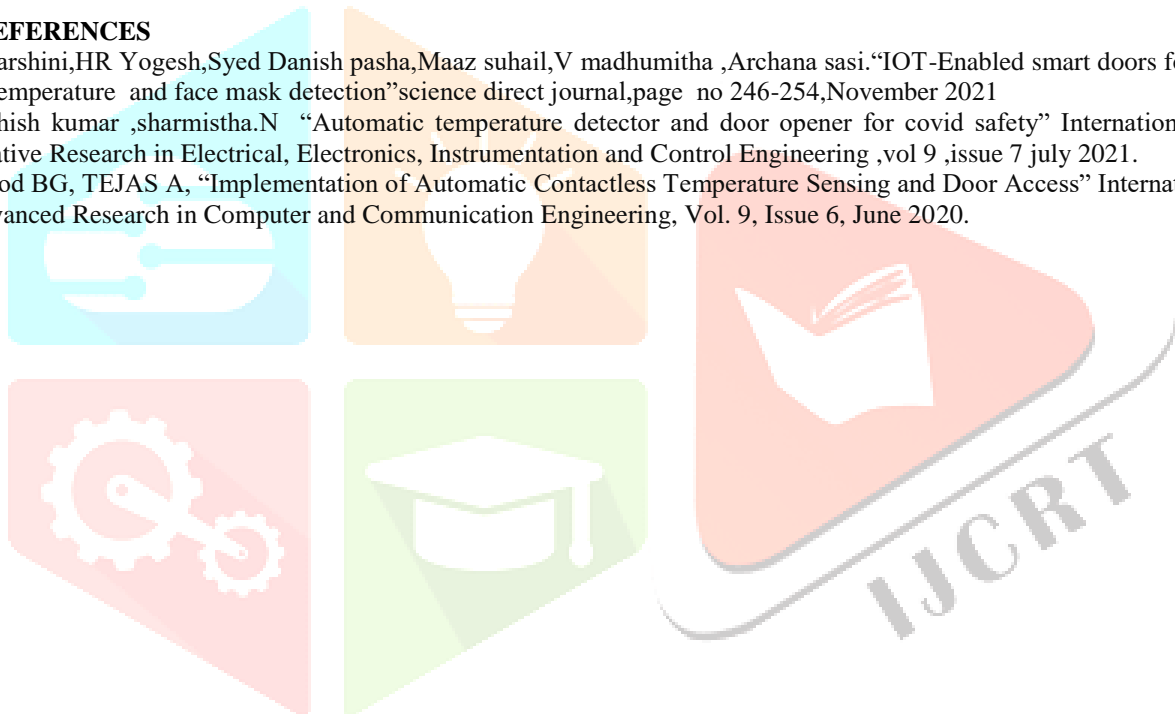 EFERENCES
arshini,HR Yogesh,Syed Danish pasha,Maaz suhail,V madhumitha ,Archana sasi.“IOT-Enabled smart doors f
emperature and face mask detection”science direct journal,page no 246-254,November 2021
hish kumar ,sharmistha.N “Automatic temperature detector and door opener for covid safety” Internation
ative Research in Electrical, Electronics, Instrumentation and Control Engineering ,vol 9 ,issue 7 july 2021.
od BG, TEJAS A, “Implementation of Automatic Contactless Temperature Sensing and Door Access” Interna
vanced Research in Computer and Communication Engineering, Vol. 9, Issue 6, June 2020.
IJCRT